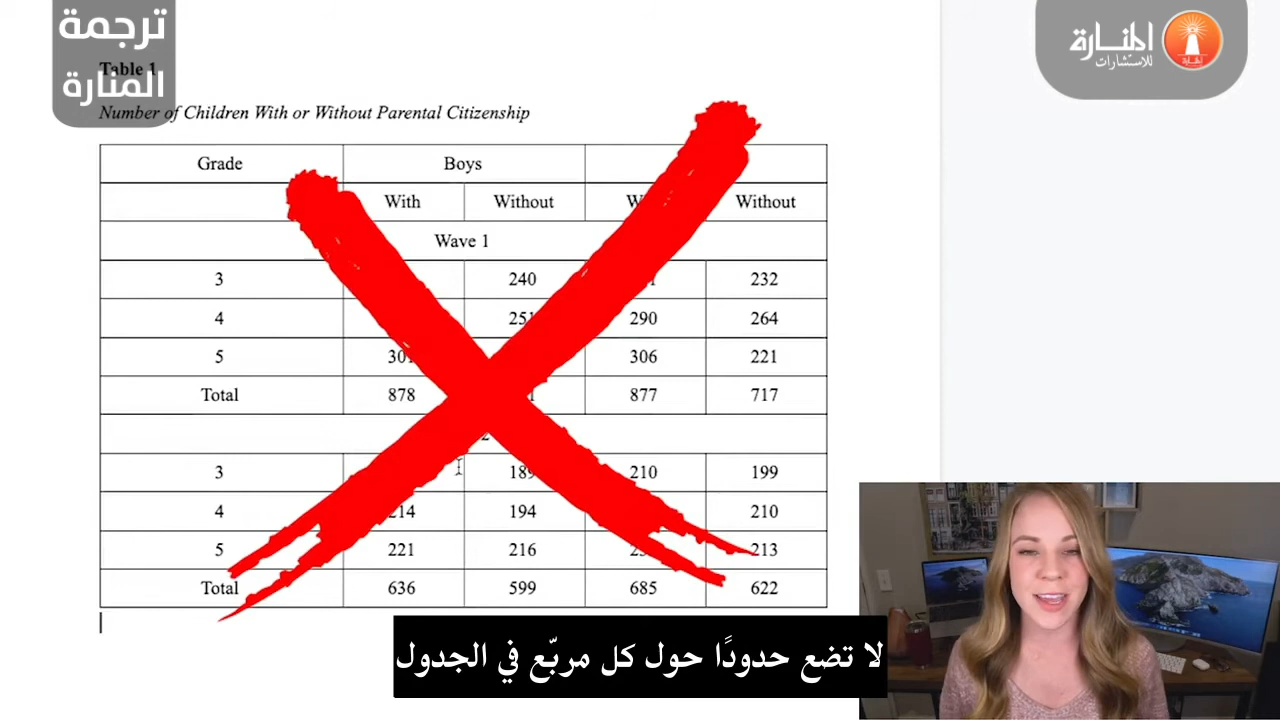 ترجمة
المنارة
المنارة
للاستشارات
Table 1
Number of Children With or Without Parental Citizenship
Grade Boys
With Without Without
Wave 1
3 240 232
4 290 264
5 306 221
Total 878 877 717
3 189 210 199
4 194 210
5 221 216 213
Total 636 599 685 622
لا تضع حدودًا حول كل مربّع في الجدول